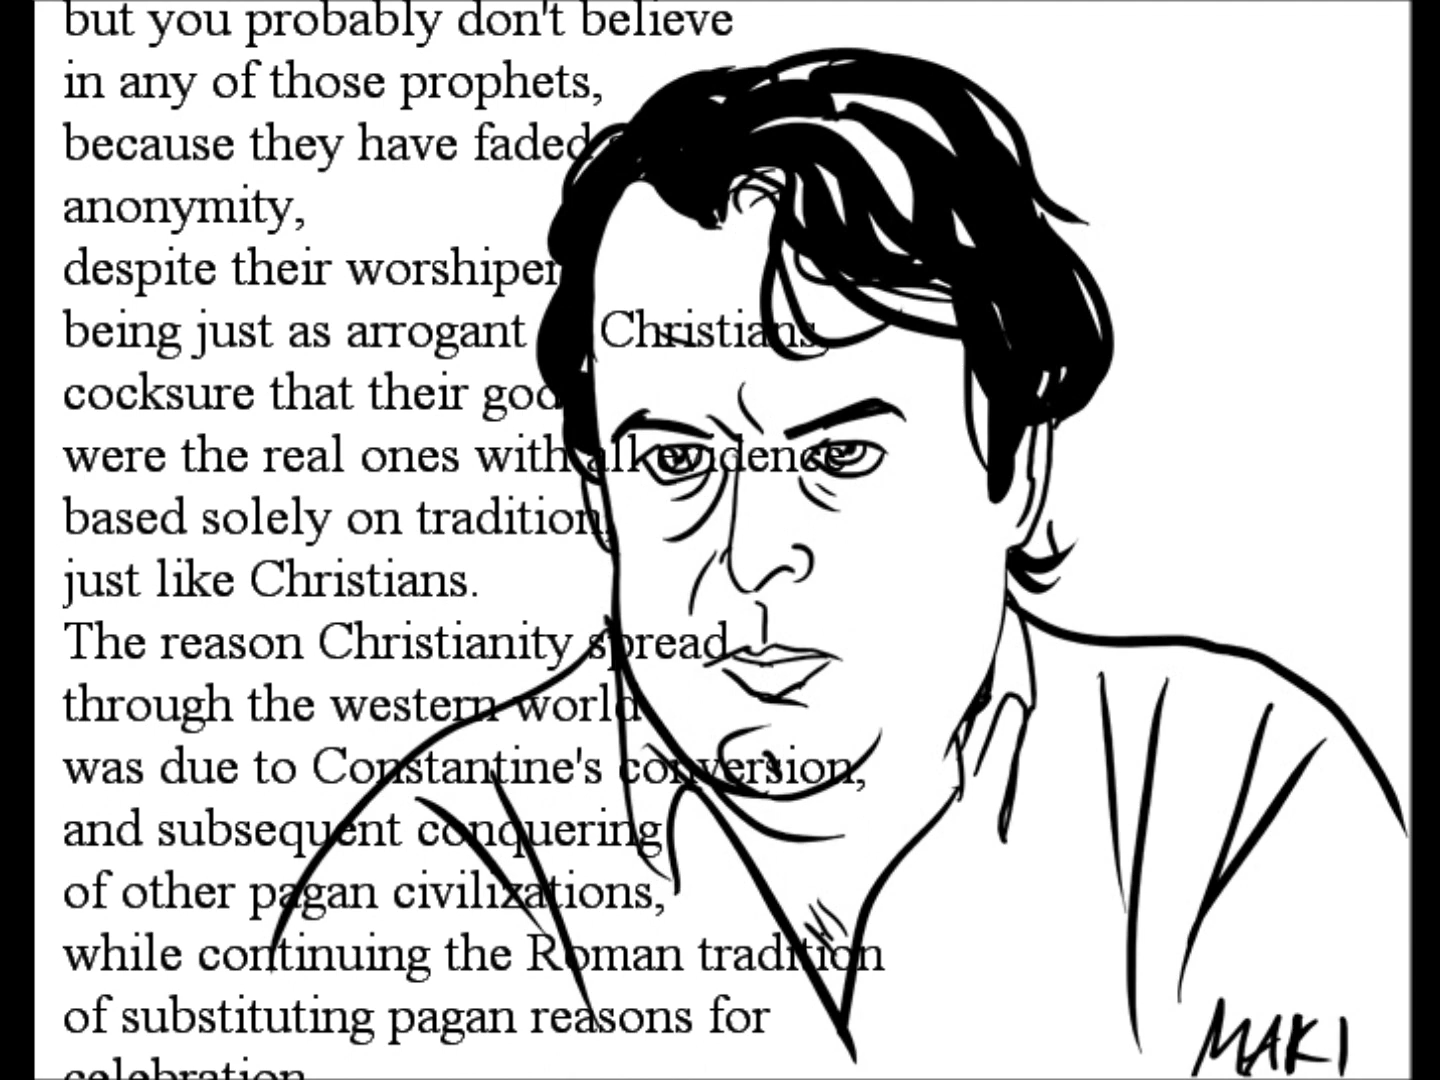 but you probably don't believe
in any of those prophets,
because they have faded
anonymity,
despite their worshiper
being just as arrogant Christians,
cocksure that their god
were the real ones with all evidence
based solely on tradition,
just like Christians.
The reason Christianity spread
through the western world
was due to Constantine's conversion,
and subsequent conquering
of other pagan civilizations,
while continuing the Roman tradition
of substituting pagan reasons for
celebration
MAKI